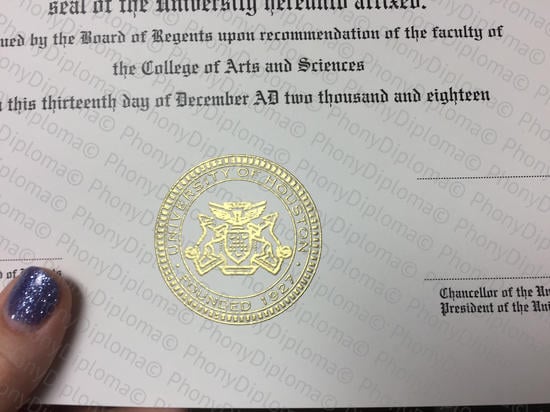 seal of the University hereunto affixed.
ued by the Board of Regents upon recommendation of the faculty of
the College of Arts and Sciences
this thirteenth day of December AD two thousand and eighteen
UNIVERSITY OF HOUSTON
FOUNDED 1927
d of
Chancellor of the Un
President of the Uni
PhonyDiploma©